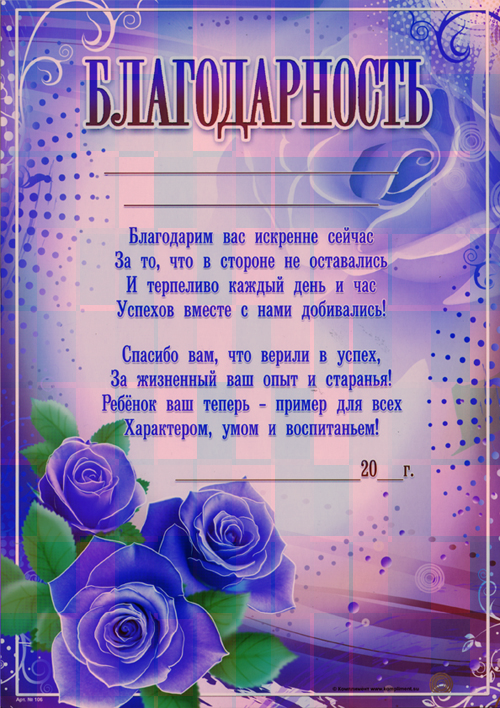 БЛАГОДАРНОСТЬ
Благодарим вас искренне сейчас
За то, что в стороне не оставались
И терпеливо каждый день и час
Успехов вместе с нами добивались!
Спасибо вам, что верили в успех,
За жизненный ваш опыт и старанья!
Ребёнок ваш теперь – пример для всех
Характером, умом и воспитаньем!
20 г.
Арт. № 108